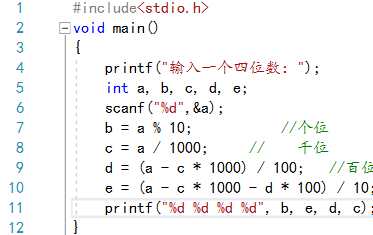 1 #include<stdio.h>
2 void main()
3 {
4 printf("输入一个四位数: ");
5 int a, b, c, d, e;
6 scanf("%d",&a);
7 b = a % 10; //个位
8 c = a / 1000; // 千位
9 d = (a - c * 1000) / 100; //百位
10 e = (a - c * 1000 - d * 100) / 10;
11 printf("%d %d %d %d", b, e, d, c);
12 }